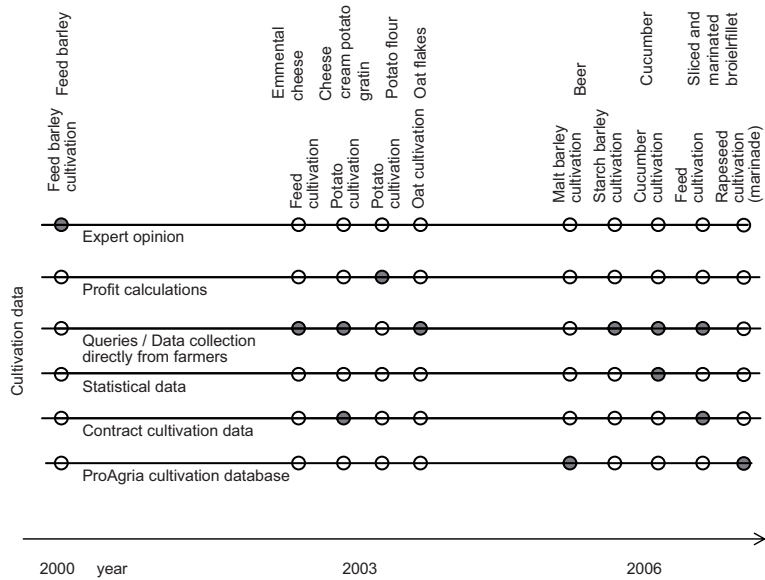 Feed barley
Emmental
cheese
Cheese
cream potato
gratin
Potato flour
Oat flakes
Beer
Cucumber
Sliced and
marinated
broielrfillet
Feed barley
cultivation
Feed
cultivation
Potato
cultivation
Potato
cultivation
Oat cultivation
Malt barley
cultivation
Starch barley
cultivation
Cucumber
cultivation
Feed
cultivation
Rapeseed
cultivation
(marinade)
Cultivation data
Expert opinion
Profit calculations
Queries / Data collection
directly from farmers
Statistical data
Contract cultivation data
ProAgria cultivation database
2000 year 2003 2006